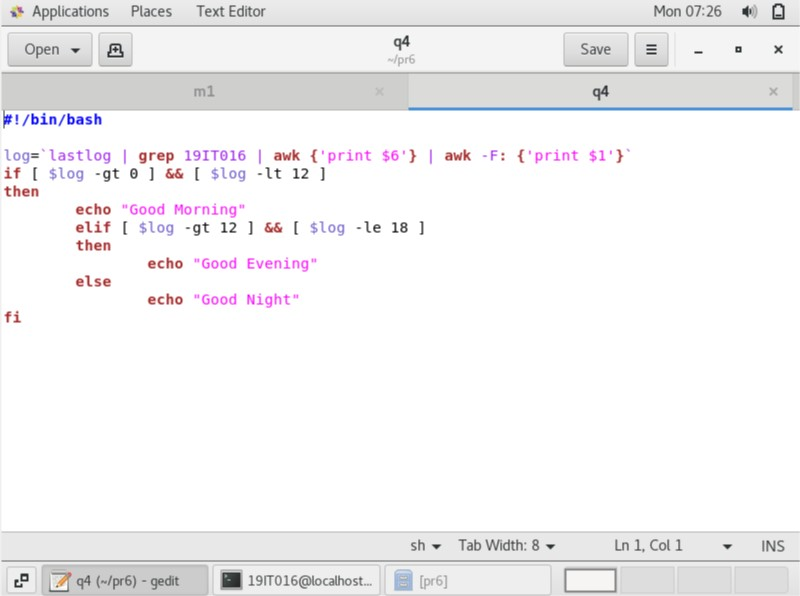 Applications Places Text Editor Mon 07:26
Open q4 Save
~/pr6
m1 q4
#!/bin/bash
log=`lastlog | grep 19IT016 | awk {'print $6'} | awk -F: {'print $1'}`
if [ $log -gt 0 ] && [ $log -lt 12 ]
then
echo "Good Morning"
elif [ $log -gt 12 ] && [ $log -le 18 ]
then
echo "Good Evening"
else
echo "Good Night"
fi
sh Tab Width: 8 Ln 1, Col 1 INS
q4 (~/pr6) - gedit 19IT016@localhost... [pr6]